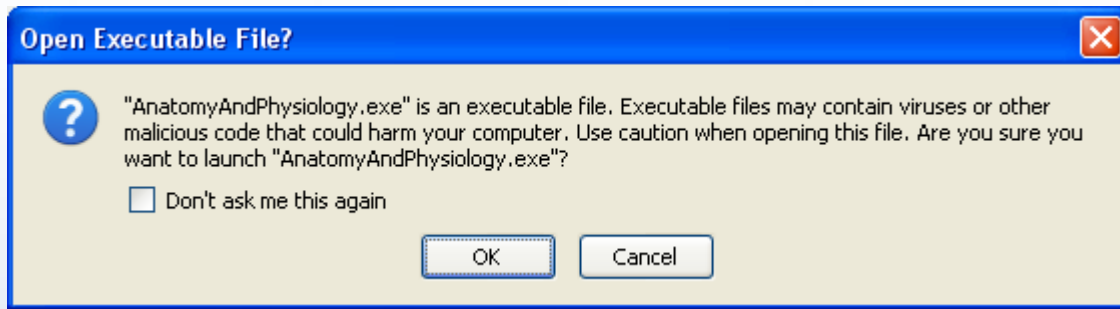 Open Executable File?
"AnatomyAndPhysiology.exe" is an executable file. Executable files may contain viruses or other
malicious code that could harm your computer. Use caution when opening this file. Are you sure you
want to launch "AnatomyAndPhysiology.exe"?
Don't ask me this again
OK Cancel